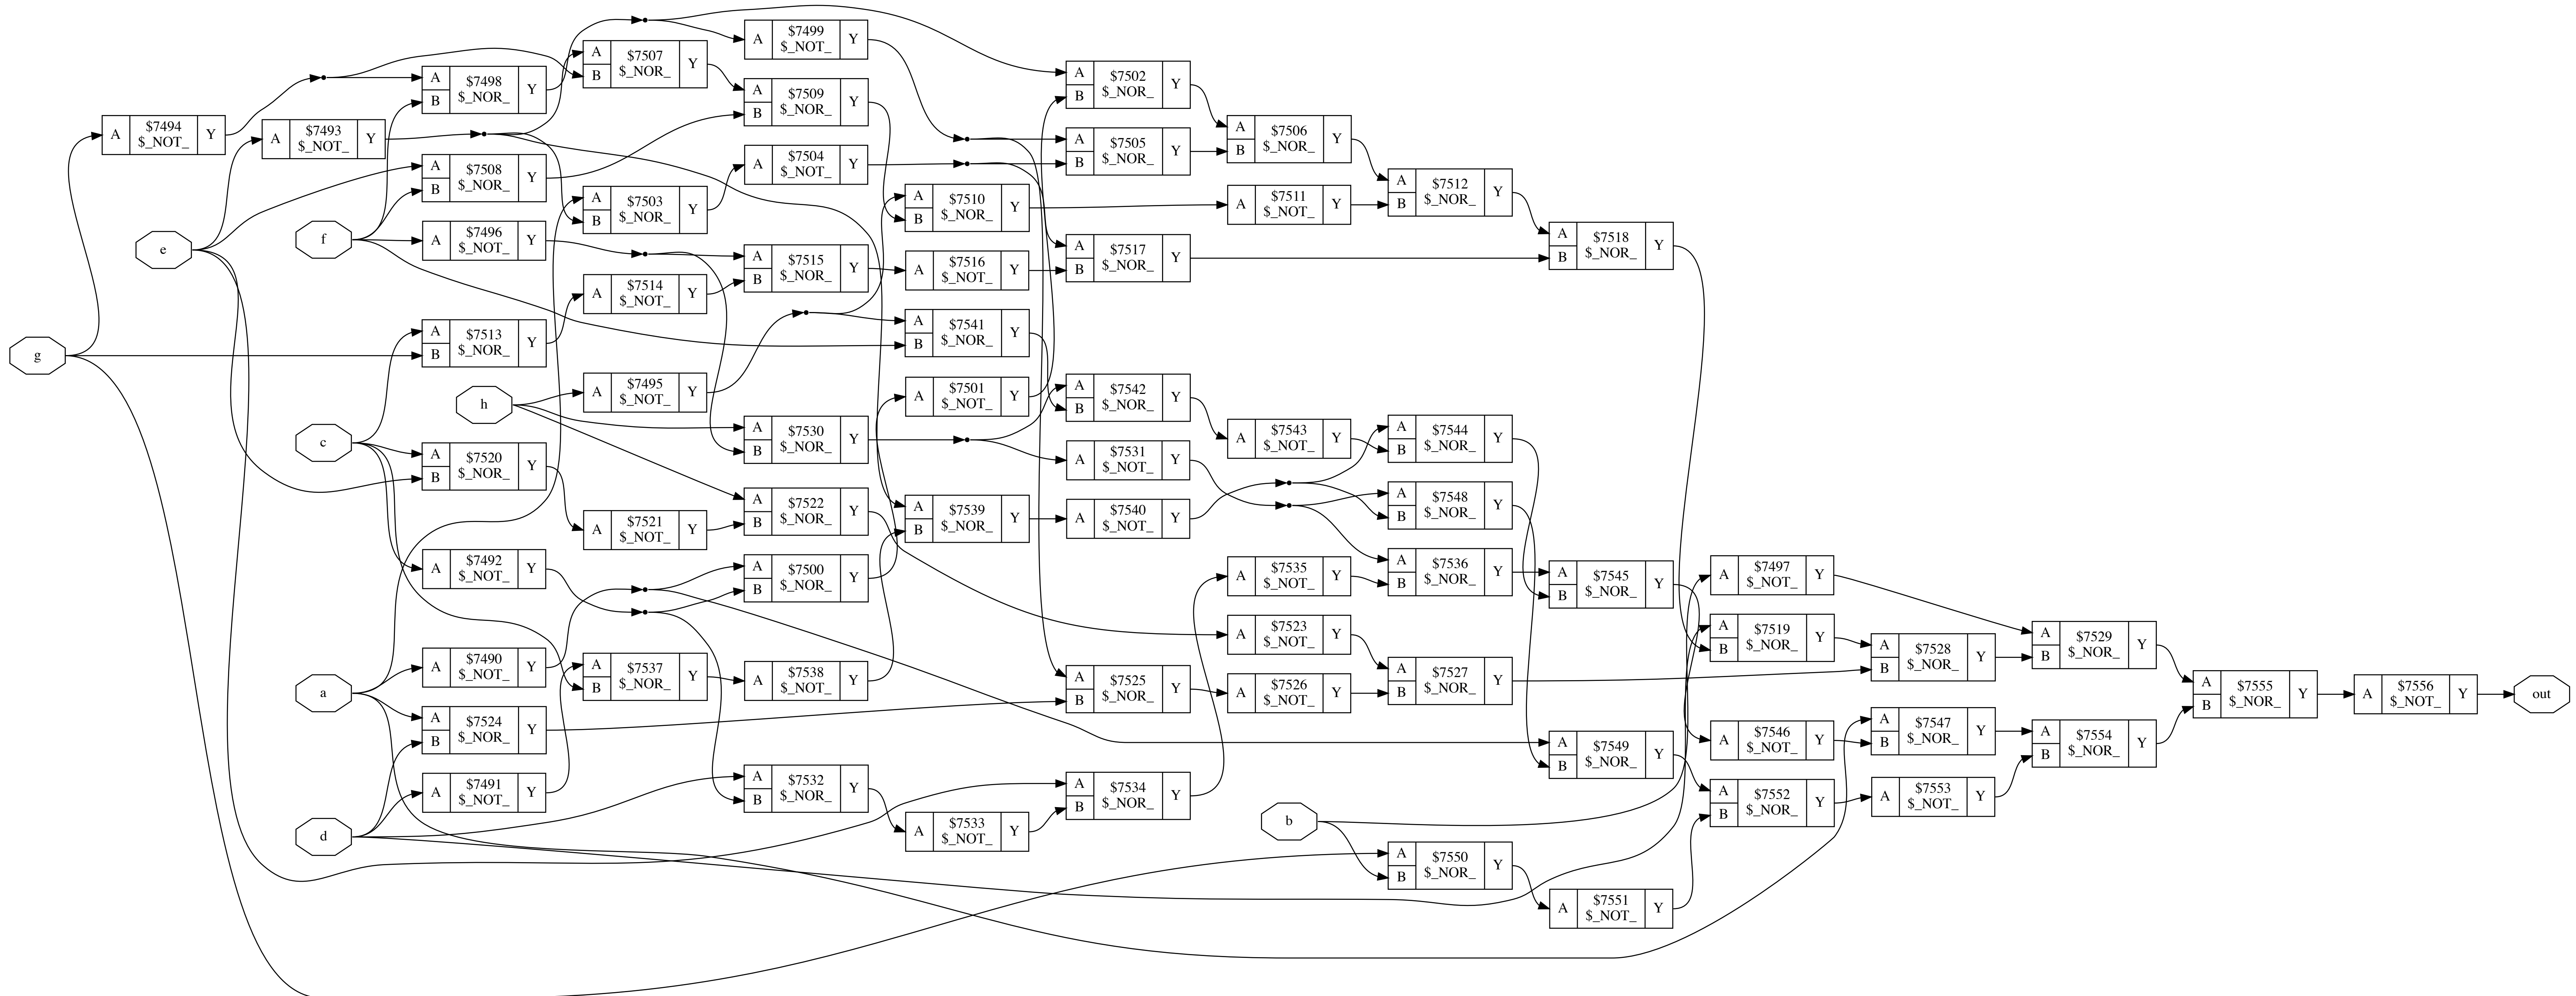 A $7499 $_NOT_ Y
A B $7507 $_NOR_ Y
A B $7498 $_NOR_ Y
A B $7502 $_NOR_ Y
A B $7509 $_NOR_ Y
A $7494 $_NOT_ Y
A $7493 $_NOT_ Y
A B $7506 $_NOR_ Y
A B $7505 $_NOR_ Y
A $7504 $_NOT_ Y
A B $7508 $_NOR_ Y
A B $7512 $_NOR_ Y
A B $7503 $_NOR_ Y
A B $7510 $_NOR_ Y
A $7511 $_NOT_ Y
e
f
A $7496 $_NOT_ Y
A B $7518 $_NOR_ Y
A B $7517 $_NOR_ Y
A B $7515 $_NOR_ Y
A $7516 $_NOT_ Y
A $7514 $_NOT_ Y
A B $7541 $_NOR_ Y
A B $7513 $_NOR_ Y
g
h
A $7495 $_NOT_ Y
A $7501 $_NOT_ Y
A B $7542 $_NOR_ Y
c
A B $7530 $_NOR_ Y
A $7543 $_NOT_ Y
A B $7544 $_NOR_ Y
A B $7520 $_NOR_ Y
A $7531 $_NOT_ Y
A B $7522 $_NOR_ Y
A B $7548 $_NOR_ Y
A $7521 $_NOT_ Y
A B $7539 $_NOR_ Y
A $7540 $_NOT_ Y
A $7492 $_NOT_ Y
A B $7500 $_NOR_ Y
A $7535 $_NOT_ Y
A B $7536 $_NOR_ Y
A B $7545 $_NOR_ Y
A $7497 $_NOT_ Y
A $7523 $_NOT_ Y
A B $7519 $_NOR_ Y
A B $7528 $_NOR_ Y
A B $7529 $_NOR_ Y
a
A $7490 $_NOT_ Y
A B $7537 $_NOR_ Y
A $7538 $_NOT_ Y
A B $7525 $_NOR_ Y
A $7526 $_NOT_ Y
A B $7527 $_NOR_ Y
A B $7555 $_NOR_ Y
A $7556 $_NOT_ Y
out
A B $7524 $_NOR_ Y
A $7546 $_NOT_ Y
A B $7547 $_NOR_ Y
A B $7554 $_NOR_ Y
A B $7549 $_NOR_ Y
d
A $7491 $_NOT_ Y
A B $7532 $_NOR_ Y
A B $7534 $_NOR_ Y
A $7533 $_NOT_ Y
b
A B $7552 $_NOR_ Y
A $7553 $_NOT_ Y
A B $7550 $_NOR_ Y
A $7551 $_NOT_ Y